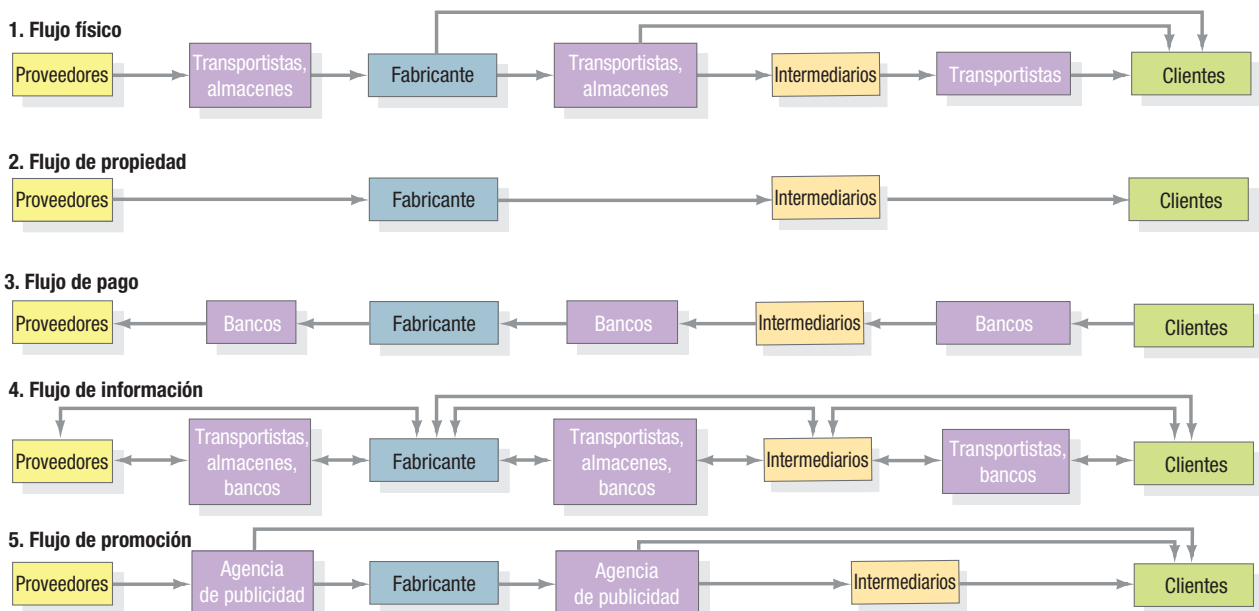 1. Flujo físico
Proveedores
Transportistas,
almacenes
Fabricante
Transportistas,
almacenes
Intermediarios
Transportistas
Clientes
2. Flujo de propiedad
Proveedores
Fabricante
Intermediarios
Clientes
3. Flujo de pago
Proveedores
Bancos
Fabricante
Bancos
Intermediarios
Bancos
Clientes
4. Flujo de información
Proveedores
Transportistas,
almacenes,
bancos
Fabricante
Transportistas,
almacenes,
bancos
Intermediarios
Transportistas,
bancos
Clientes
5. Flujo de promoción
Proveedores
Agencia
de publicidad
Fabricante
Agencia
de publicidad
Intermediarios
Clientes